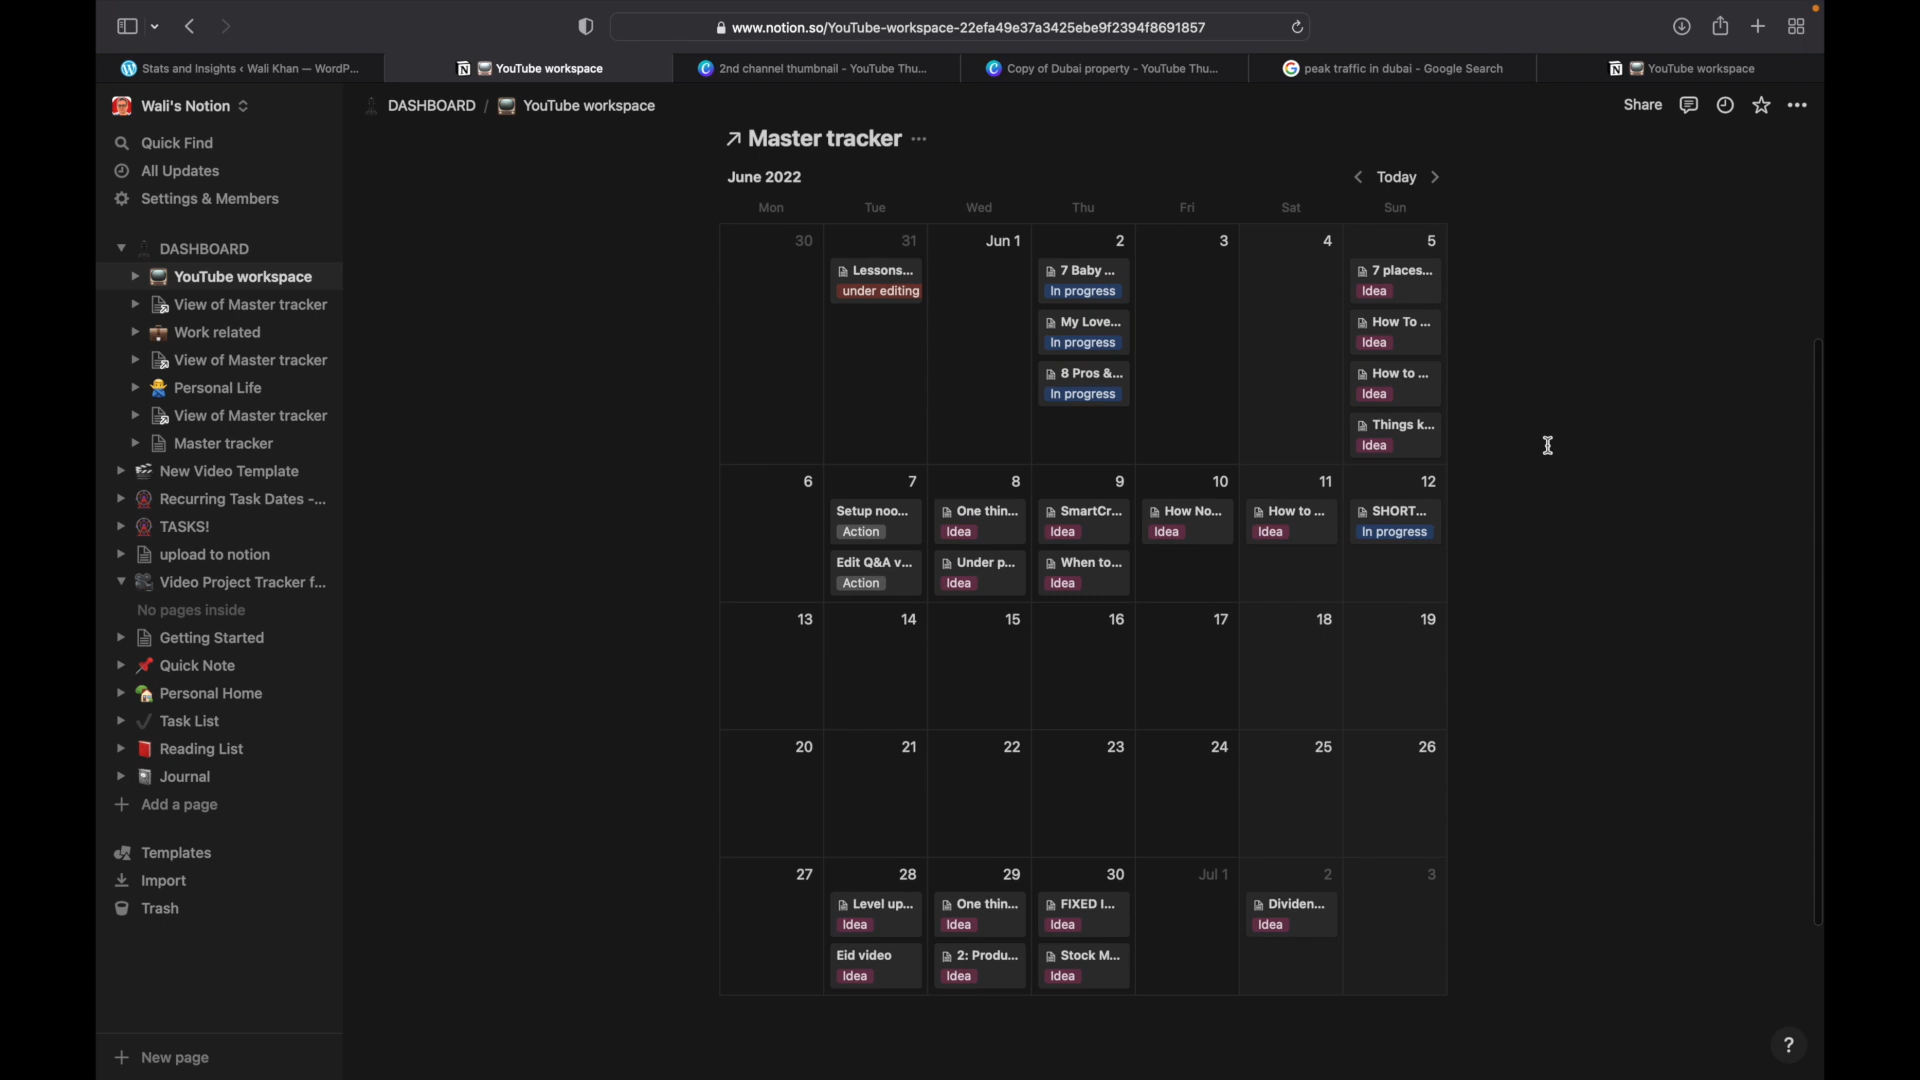 www.notion.so/YouTube-workspace-22efa49e37a3425ebe9f2394f8691857
Stats and Insights ‹ Wali Khan — WordP...
YouTube workspace
2nd channel thumbnail - YouTube Thu...
Copy of Dubai property - YouTube Thu...
peak traffic in dubai - Google Search
YouTube workspace
Wali's Notion
DASHBOARD / YouTube workspace
Share
Quick Find
All Updates
Settings & Members
DASHBOARD
YouTube workspace
View of Master tracker
Work related
View of Master tracker
Personal Life
View of Master tracker
Master tracker
New Video Template
Recurring Task Dates -...
TASKS!
upload to notion
Video Project Tracker f...
No pages inside
Getting Started
Quick Note
Personal Home
Task List
Reading List
Journal
Add a page
Templates
Import
Trash
New page
Master tracker
June 2022
Today
Mon Tue Wed Thu Fri Sat Sun
30 31 Jun 1 2 3 4 5
Lessons... 7 Baby ... 7 places...
under editing In progress Idea
My Love... How To ...
In progress Idea
8 Pros &... How to ...
In progress Idea
Things k...
Idea
6 7 8 9 10 11 12
Setup noo... One thin... SmartCr... How No... How to ... SHORT...
Action Idea Idea Idea Idea In progress
Edit Q&A v... Under p... When to...
Action Idea Idea
13 14 15 16 17 18 19
20 21 22 23 24 25 26
27 28 29 30 Jul 1 2 3
Level up... One thin... FIXED I... Dividen...
Idea Idea Idea Idea
Eid video 2: Produ... Stock M...
Idea Idea Idea
?